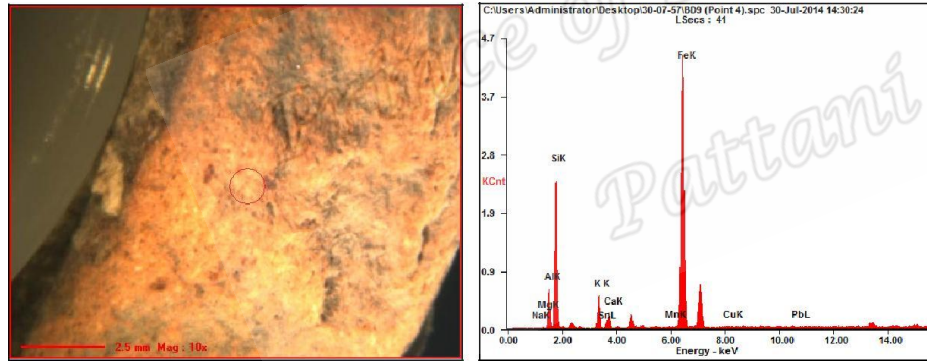 2.5 mm Mag : 10x
C:\Users\Administrator\Desktop\30-07-57\B09 (Point 4).spc 30-Jul-2014 14:30:24
LSecs : 41
4.7
3.7
2.8
KCnt
1.9
0.9
0.0
FeK
SiK
AlK
MgK
NaK
K K
CaK
SnL
MnK
CuK
PbL
0.00 2.00 4.00 6.00 8.00 10.00 12.00 14.00
Energy - keV
ce of
Pattani